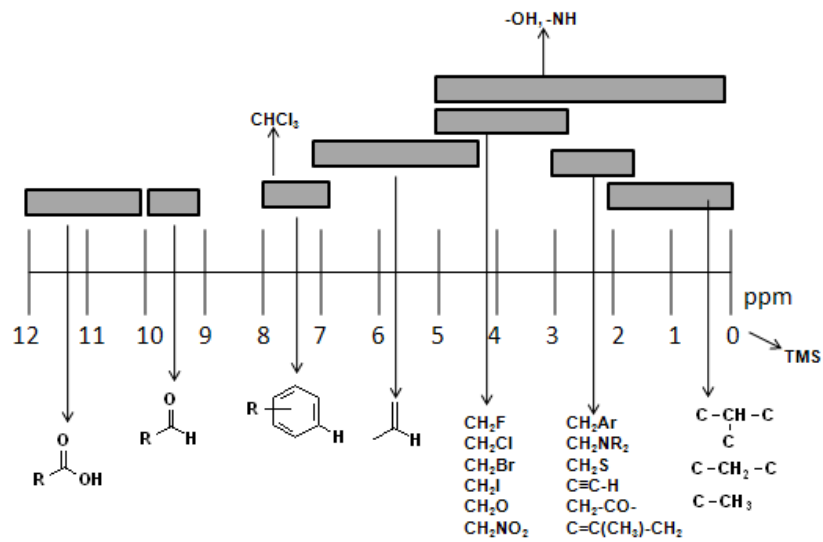 -OH, -NH
CHCl₃
12 11 10 9 8 7 6 5 4 3 2 1 0 ppm
TMS
O
R OH
O
R H
R
H
H
CH₂F
CH₂Cl
CH₂Br
CH₂I
CH₂O
CH₂NO₂
CH₂Ar
CH₂NR₂
CH₂S
C≡C-H
CH₂-CO-
C=C(CH₃)-CH₂
C-CH-C
C
C-CH₂-C
C-CH₃